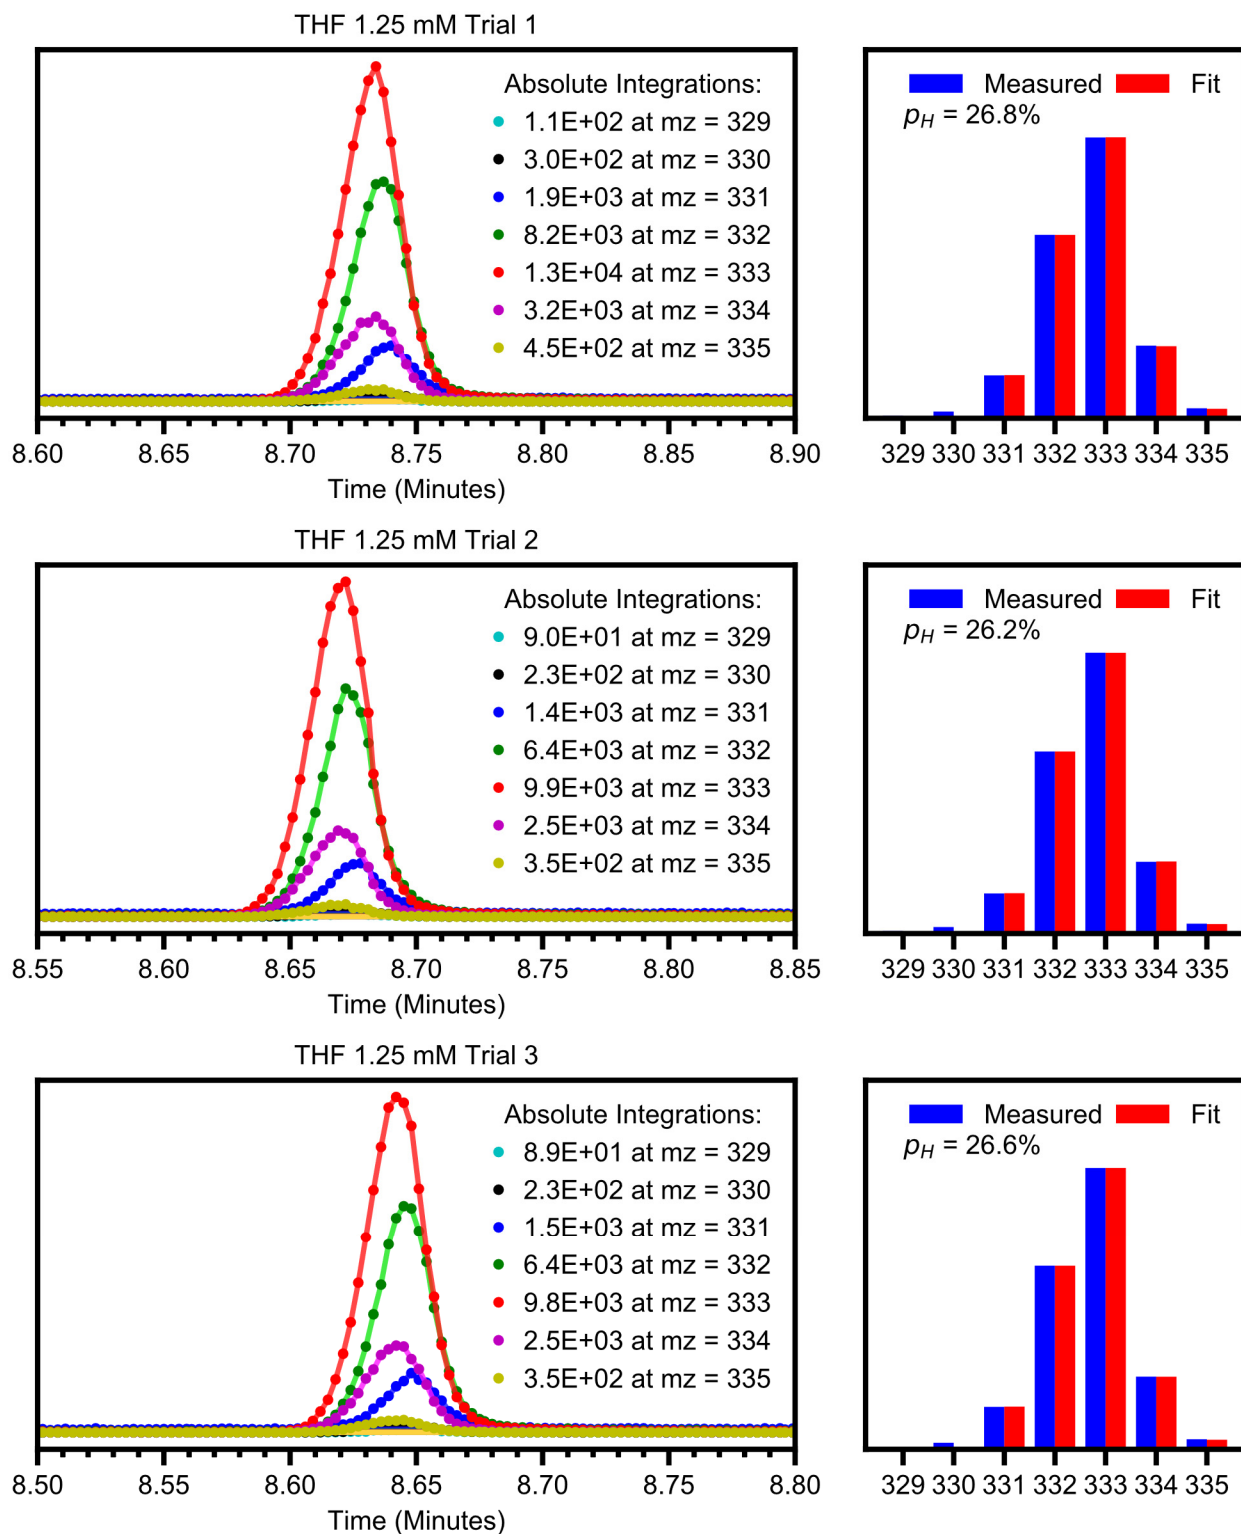 THF 1.25 mM Trial 1
Absolute Integrations:
1.1E+02 at mz = 329
3.0E+02 at mz = 330
1.9E+03 at mz = 331
8.2E+03 at mz = 332
1.3E+04 at mz = 333
3.2E+03 at mz = 334
4.5E+02 at mz = 335
8.60 8.65 8.70 8.75 8.80 8.85 8.90
Time (Minutes)
Measured Fit
pH = 26.8%
329 330 331 332 333 334 335
THF 1.25 mM Trial 2
Absolute Integrations:
9.0E+01 at mz = 329
2.3E+02 at mz = 330
1.4E+03 at mz = 331
6.4E+03 at mz = 332
9.9E+03 at mz = 333
2.5E+03 at mz = 334
3.5E+02 at mz = 335
8.55 8.60 8.65 8.70 8.75 8.80 8.85
Time (Minutes)
Measured Fit
pH = 26.2%
329 330 331 332 333 334 335
THF 1.25 mM Trial 3
Absolute Integrations:
8.9E+01 at mz = 329
2.3E+02 at mz = 330
1.5E+03 at mz = 331
6.4E+03 at mz = 332
9.8E+03 at mz = 333
2.5E+03 at mz = 334
3.5E+02 at mz = 335
8.50 8.55 8.60 8.65 8.70 8.75 8.80
Time (Minutes)
Measured Fit
pH = 26.6%
329 330 331 332 333 334 335